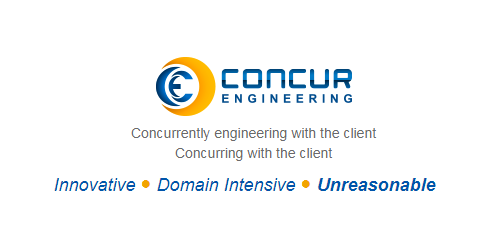 CONCUR
ENGINEERING
Concurrently engineering with the client
Concurring with the client
Innovative • Domain Intensive • Unreasonable